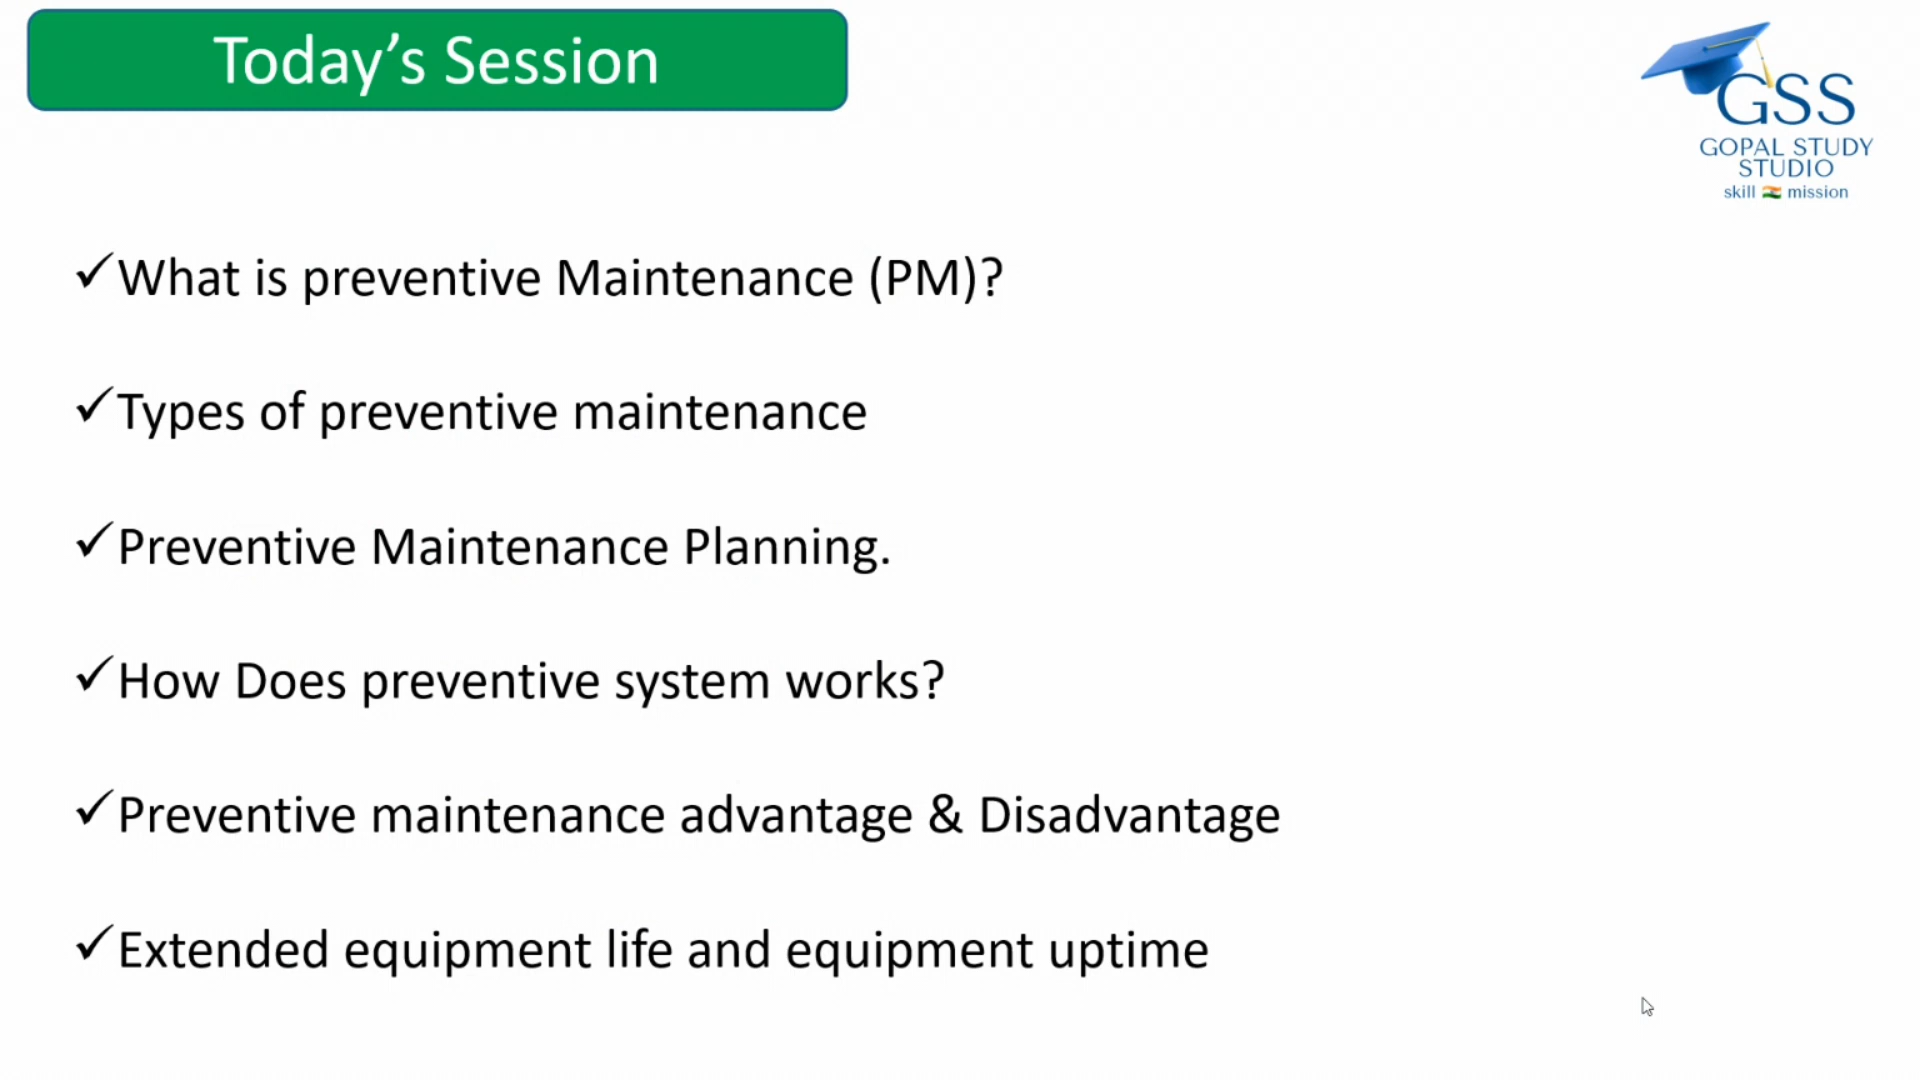 Today's Session
GSS
GOPAL STUDY
STUDIO
skill mission
✓What is preventive Maintenance (PM)?
✓Types of preventive maintenance
✓Preventive Maintenance Planning.
✓How Does preventive system works?
✓Preventive maintenance advantage & Disadvantage
✓Extended equipment life and equipment uptime